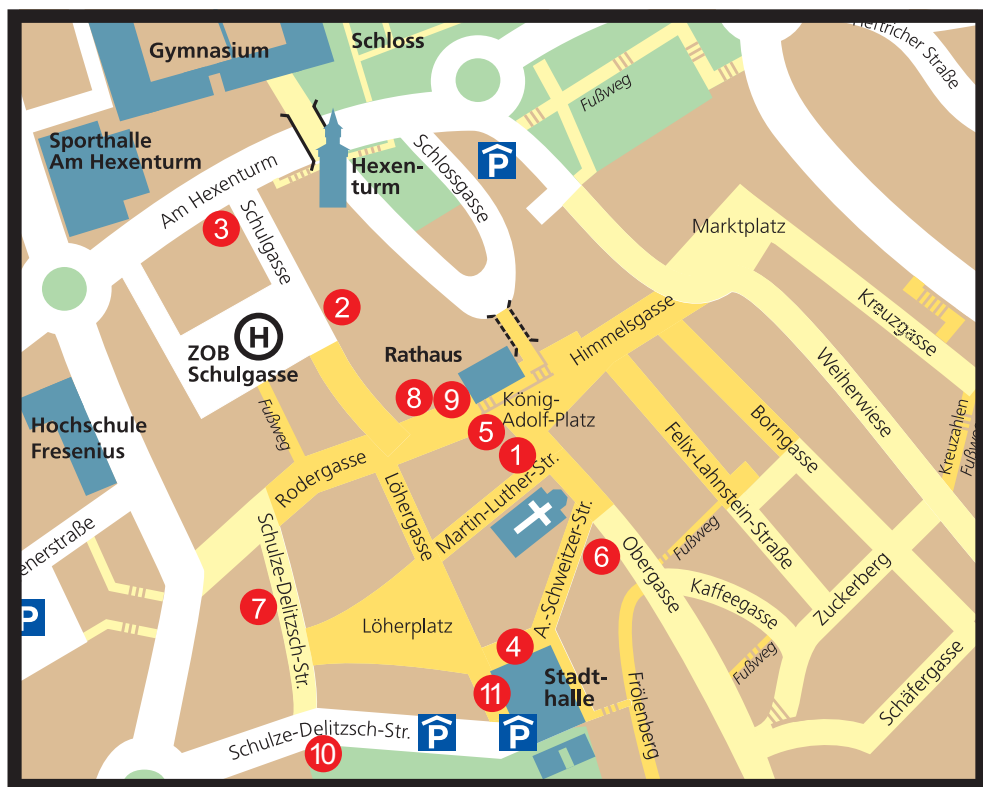 Gymnasium
Schloss
Fußweg
Sporthalle
Am Hexenturm
Am Hexenturm
Hexen-
turm
Schlossgasse
P
3
Schulgasse
Marktplatz
2
H
ZOB
Schulgasse
Rathaus
Himmelsgasse
Kreuzgasse
Weiherwiese
8
9
König-
Adolf-Platz
5
1
Hochschule
Fresenius
Fußweg
Rodergasse
Löhergasse
Martin-Luther-Str.
Felix-Lahnstein-Straße
Borngasse
Kreuzahlen
Schulze-Delitzsch-Str.
A.-Schweitzer-Str.
6
Obergasse
Fußweg
Kaffeegasse
Zuckerberg
7
P
Löherplatz
4
Stadt-
halle
11
Frölenberg
Fußweg
Schäfergasse
Schulze-Delitzsch-Str.
P
P
10